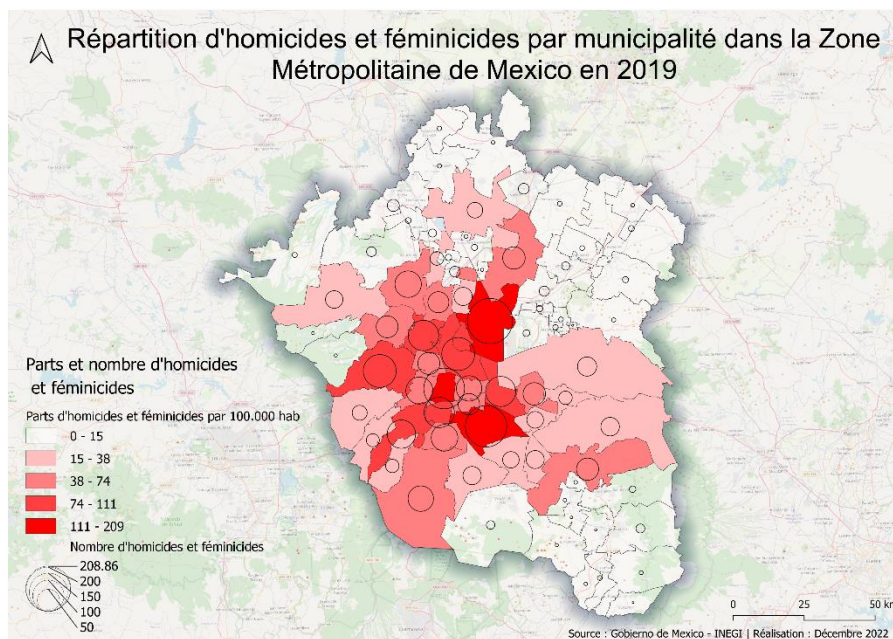 Répartition d'homicides et féminicides par municipalité dans la Zone
Métropolitaine de Mexico en 2019
Parts et nombre d'homicides
et féminicides
Parts d'homicides et féminicides par 100.000 hab
0 - 15
15 - 38
38 - 74
74 - 111
111 - 209
Nombre d'homicides et féminicides
208.86
200
150
100
50
0 25 50 km
Source : Gobierno de Mexico - INEGI | Réalisation : Décembre 2022